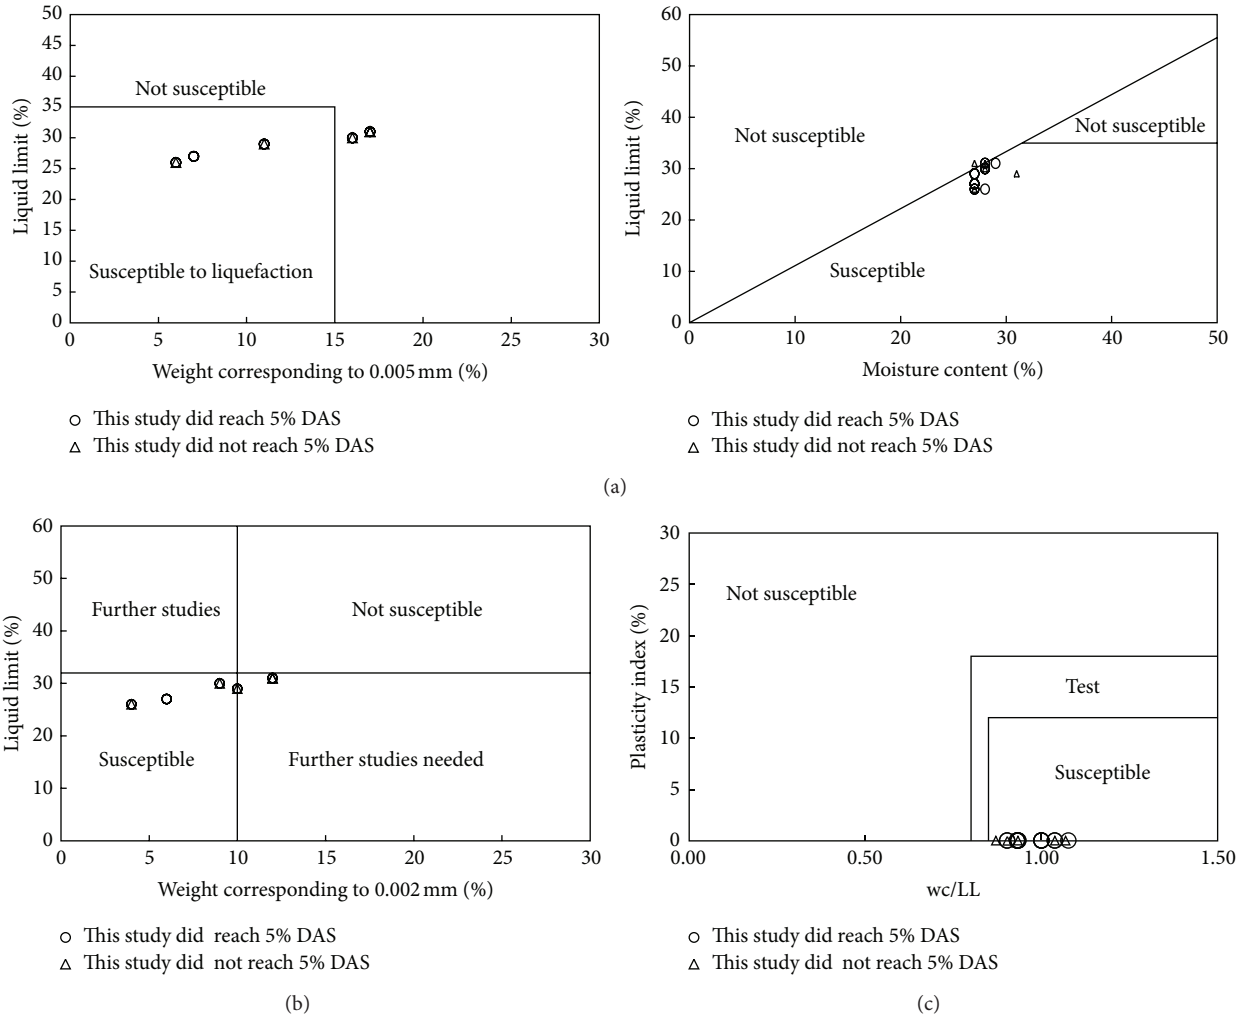 50
45
40
35
30
25
20
15
10
5
0
Liquid limit (%)
Not susceptible
Susceptible to liquefaction
0 5 10 15 20 25 30
Weight corresponding to 0.005 mm (%)
This study did reach 5% DAS
This study did not reach 5% DAS
60
50
40
30
20
10
0
Liquid limit (%)
Not susceptible
Not susceptible
Susceptible
0 10 20 30 40 50
Moisture content (%)
This study did reach 5% DAS
This study did not reach 5% DAS
(a)
60
50
40
30
20
10
0
Liquid limit (%)
Further studies
Not susceptible
Susceptible
Further studies needed
0 5 10 15 20 25 30
Weight corresponding to 0.002 mm (%)
This study did reach 5% DAS
This study did not reach 5% DAS
(b)
30
25
20
15
10
5
0
Plasticity index (%)
Not susceptible
Test
Susceptible
0.00 0.50 1.00 1.50
wc/LL
This study did reach 5% DAS
This study did not reach 5% DAS
(c)